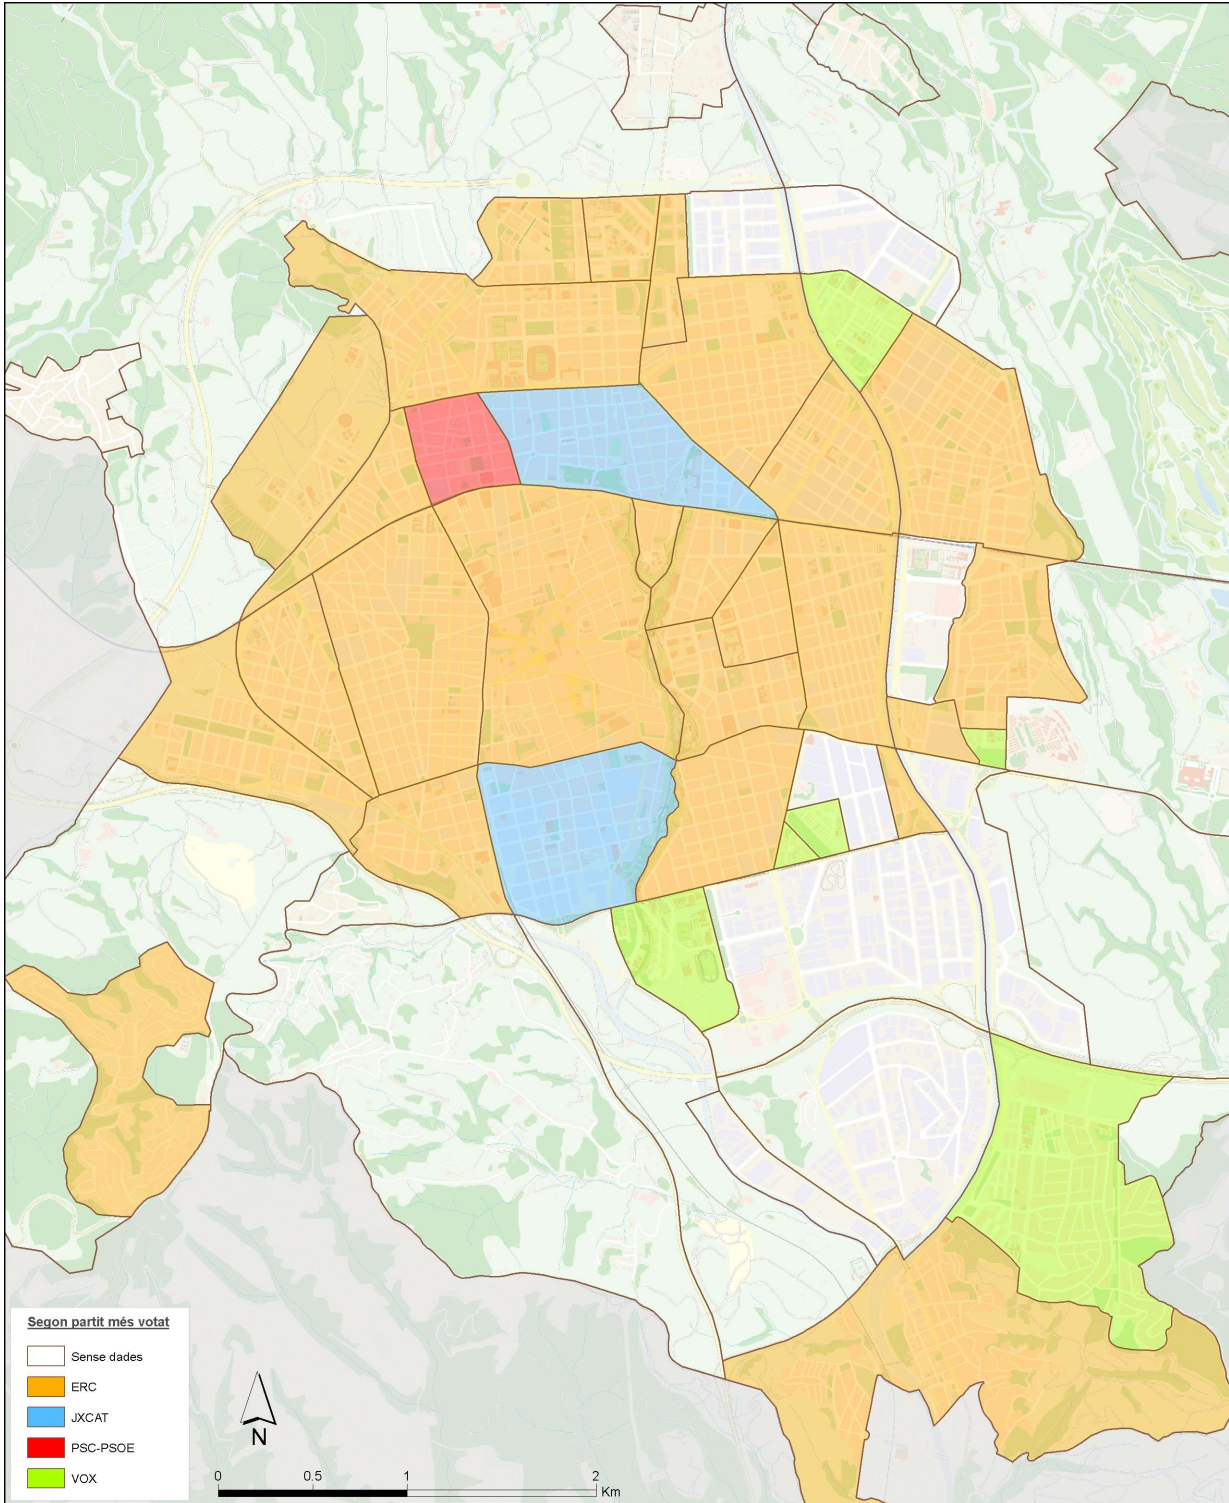 Segon partit més votat
Sense dades
ERC
JXCAT
PSC-PSOE
VOX
N
0 0.5 1 2
Km